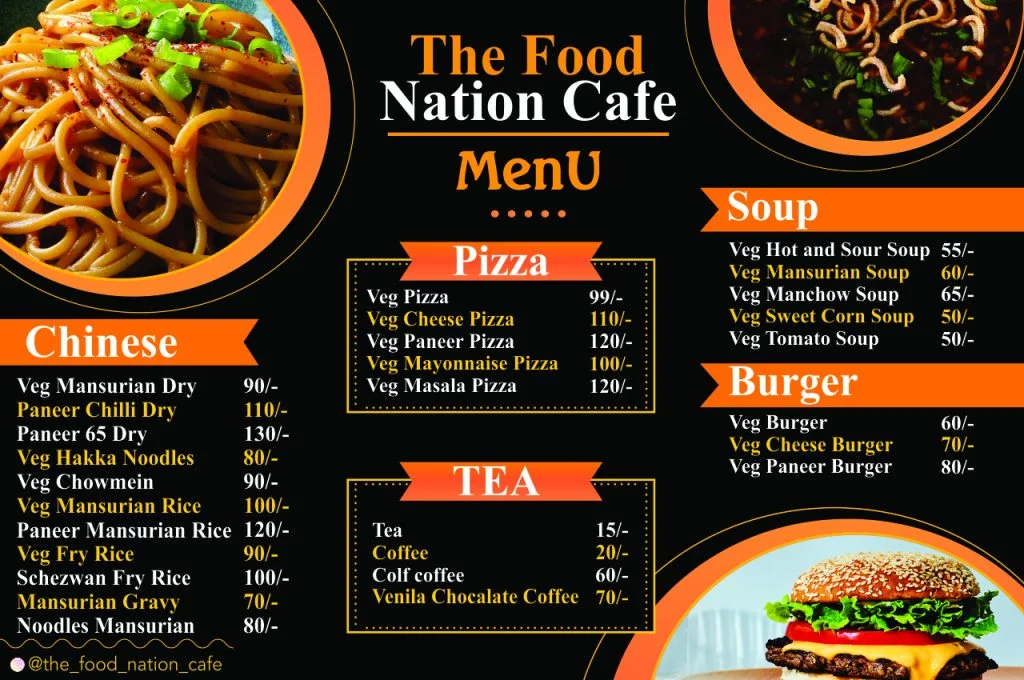 The Food
Nation Cafe
MenU
Chinese
Veg Mansurian Dry 90/-
Paneer Chilli Dry 110/-
Paneer 65 Dry 130/-
Veg Hakka Noodles 80/-
Veg Chowmein 90/-
Veg Mansurian Rice 100/-
Paneer Mansurian Rice 120/-
Veg Fry Rice 90/-
Schezwan Fry Rice 100/-
Mansurian Gravy 70/-
Noodles Mansurian 80/-
@the_food_nation_cafe
Pizza
Veg Pizza 99/-
Veg Cheese Pizza 110/-
Veg Paneer Pizza 120/-
Veg Mayonnaise Pizza 100/-
Veg Masala Pizza 120/-
TEA
Tea 15/-
Coffee 20/-
Colf coffee 60/-
Venila Chocalate Coffee 70/-
Soup
Veg Hot and Sour Soup 55/-
Veg Mansurian Soup 60/-
Veg Manchow Soup 65/-
Veg Sweet Corn Soup 50/-
Veg Tomato Soup 50/-
Burger
Veg Burger 60/-
Veg Cheese Burger 70/-
Veg Paneer Burger 80/-